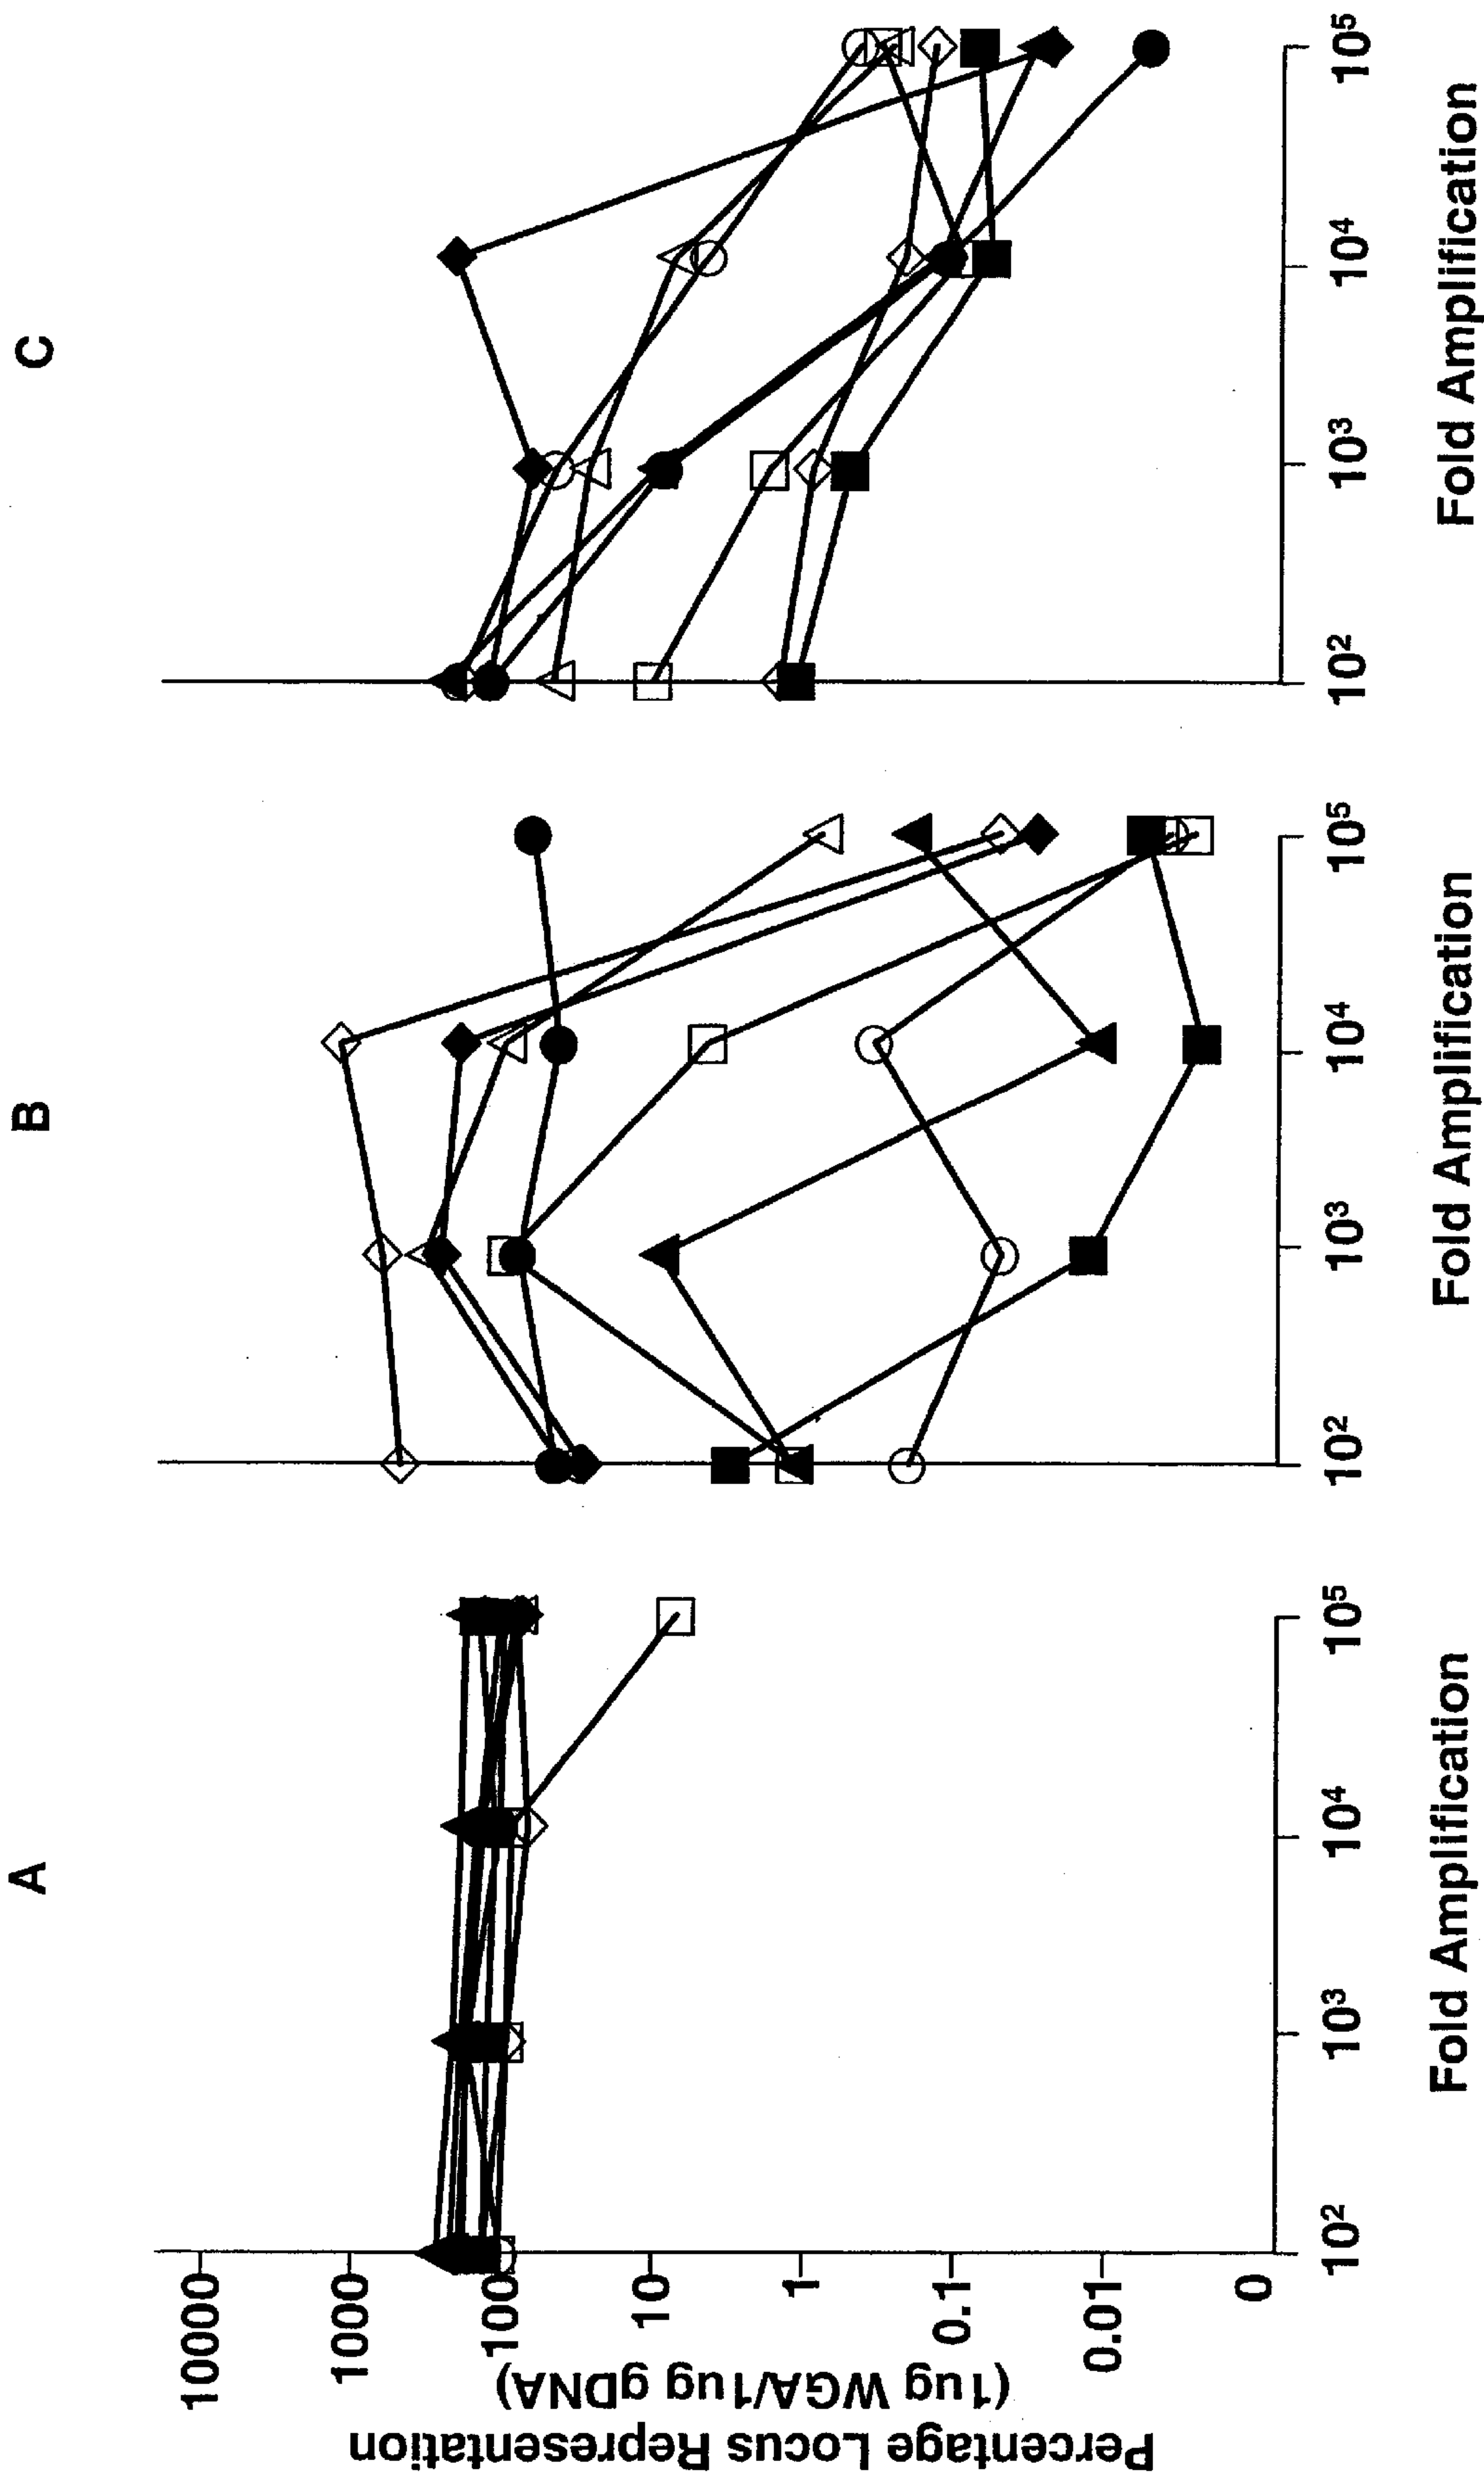 A
B
C
Percentage Locus Representation
(1ug WGA/1ug gDNA)
10000
1000
100
10
1
0.1
0.01
0
10²
10³
10⁴
10⁵
Fold Amplification
10²
10³
10⁴
10⁵
Fold Amplification
10²
10³
10⁴
10⁵
Fold Amplification